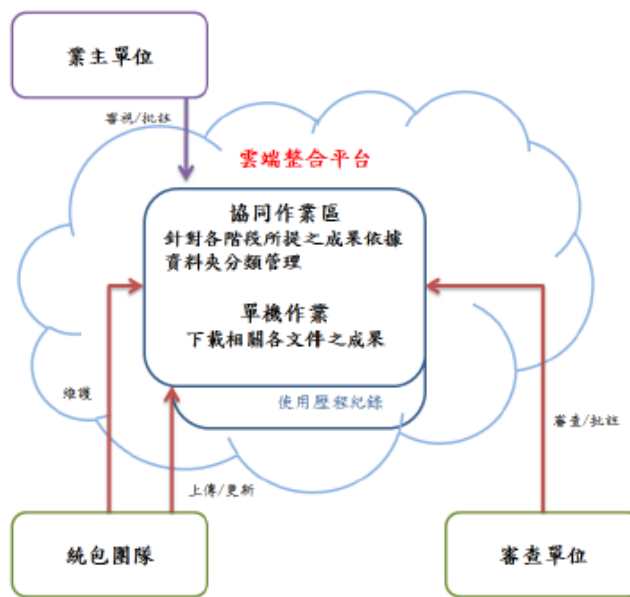 業主單位
審視/批註
雲端整合平台
協同作業區
針對各階段所提之成果依據
資料夾分類管理
單機作業
下載相關各文件之成果
使用歷程紀錄
維護
審查/批註
上傳/更新
統包團隊
審查單位